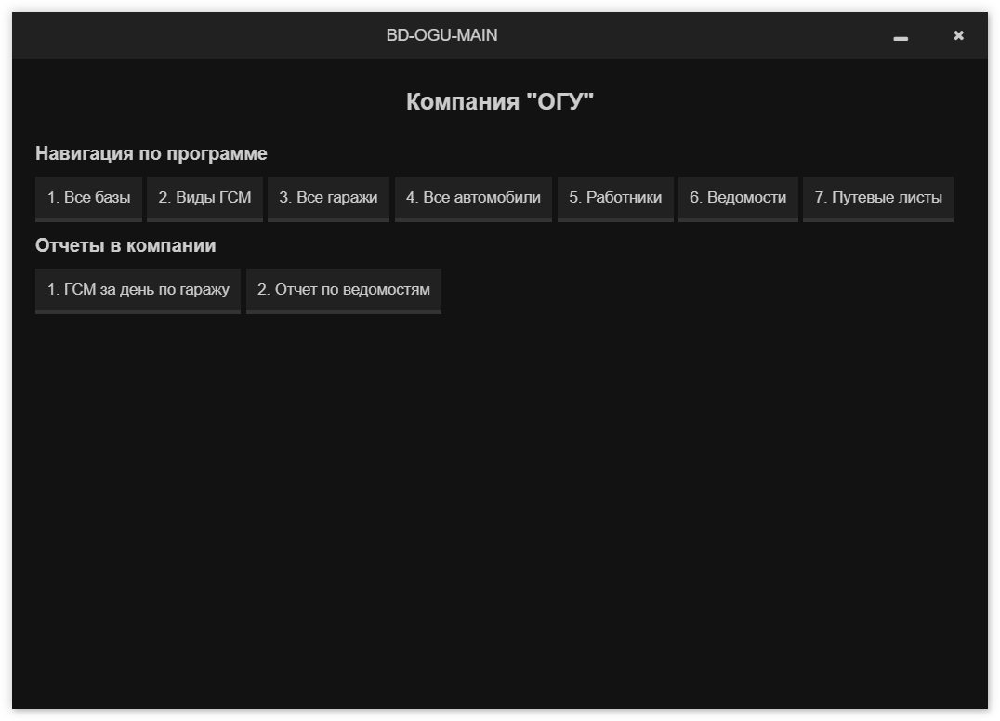 BD-OGU-MAIN
Компания "ОГУ"
Навигация по программе
1. Все базы 2. Виды ГСМ 3. Все гаражи 4. Все автомобили 5. Работники 6. Ведомости 7. Путевые листы
Отчеты в компании
1. ГСМ за день по гаражу 2. Отчет по ведомостям